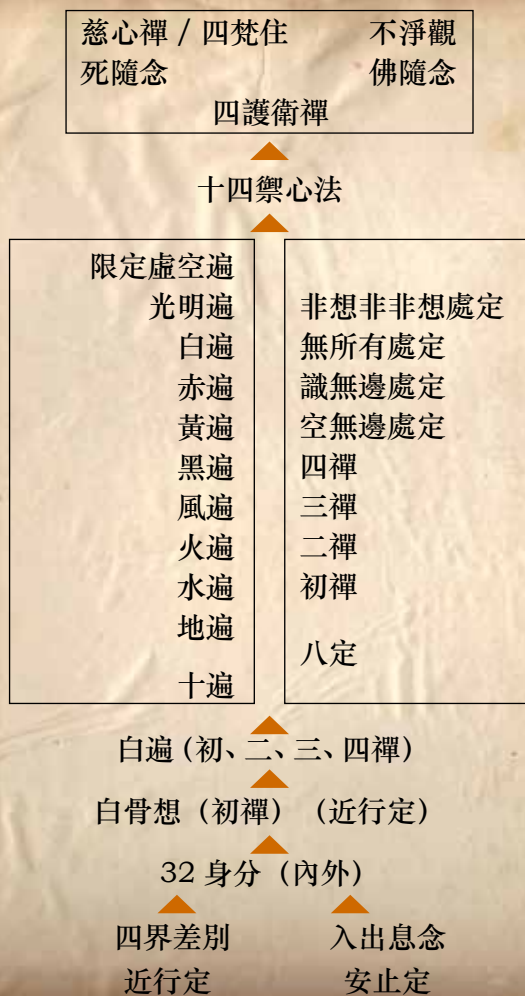 慈心禪 / 四梵住 不淨觀
死隨念 佛隨念
四護衛禪
十四禦心法
限定虛空遍
光明遍
白遍
赤遍
黃遍
黑遍
風遍
火遍
水遍
地遍
十遍
非想非非想處定
無所有處定
識無邊處定
空無邊處定
四禪
三禪
二禪
初禪
八定
白遍（初、二、三、四禪）
白骨想（初禪）（近行定）
32 身分（內外）
四界差別 入出息念
近行定 安止定